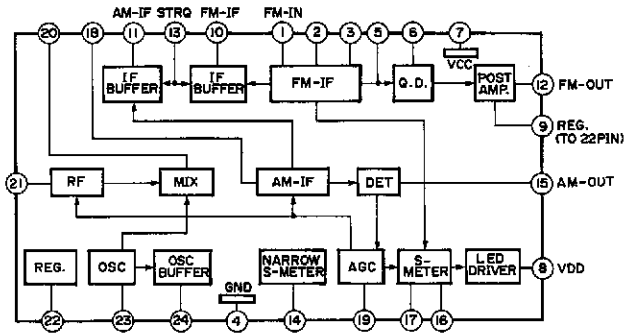 AM-IF STRQ FM-IF FM-IN
20 18 11 13 10 1 2 3 5 6 7
VCC
IF BUFFER
IF BUFFER
FM-IF
Q.D.
POST AMP.
12 FM-OUT
9 REG.
(TO 22PIN)
21
RF
MIX
AM-IF
DET
15 AM-OUT
REG.
OSC
OSC BUFFER
GND
NARROW S-METER
AGC
S-METER
LED DRIVER
8 VDD
22 23 24 4 14 19 17 16